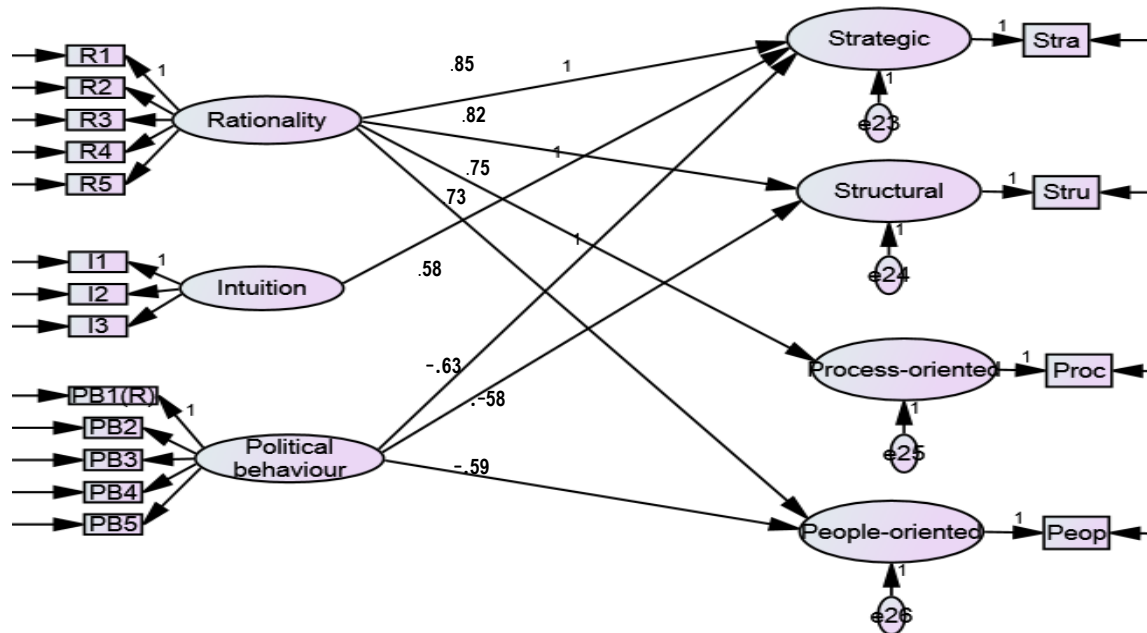 R1
R2
R3
R4
R5
1
Rationality
I1
I2
I3
1
Intuition
PB1(R)
PB2
PB3
PB4
PB5
1
Political
behaviour
.85
1
.82
1
.75
73
1
.58
-.63
.-58
-.59
Strategic
1
Stra
1
e23
Structural
1
Stru
1
e24
Process-oriented
1
Proc
1
e25
People-oriented
1
Peop
1
e26